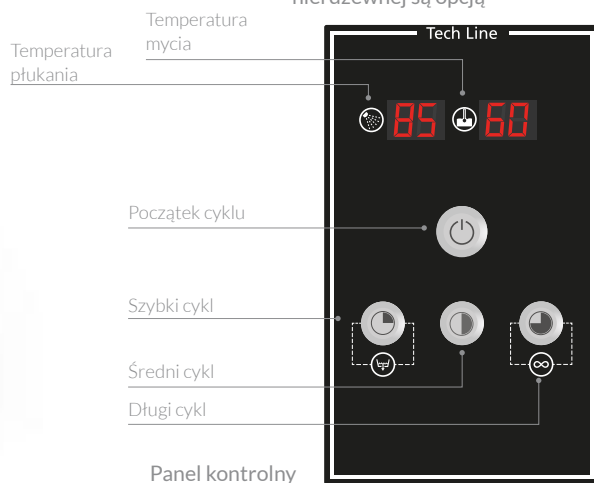 nierdzewnej są opcją
Temperatura
mycia
Tech Line
Temperatura
płukania
85
60
Początek cyklu
Szybki cykl
Średni cykl
Długi cykl
Panel kontrolny